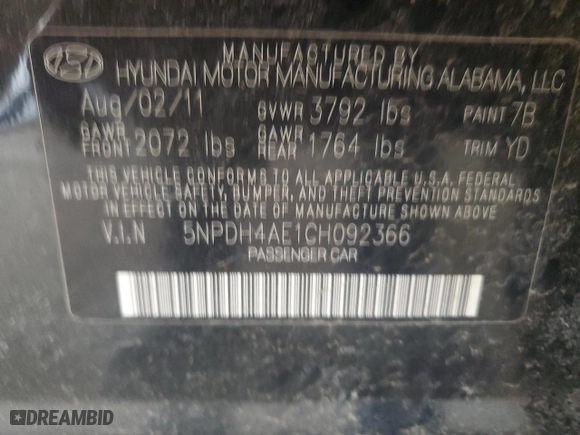 MANUFACTURED BY
HYUNDAI MOTOR MANUFACTURING ALABAMA, LLC
Aug/02/11 GVWR 3792 lbs PAINT 7B
GAWR FRONT 2072 lbs GAWR REAR 1764 lbs TRIM YD
THIS VEHICLE CONFORMS TO ALL APPLICABLE U.S.A. FEDERAL
MOTOR VEHICLE SAFETY, BUMPER, AND THEFT PREVENTION STANDARDS
IN EFFECT ON THE DATE OF MANUFACTURE SHOWN ABOVE
V.I.N 5NPDH4AE1CH092366
PASSENGER CAR
DREAMBID